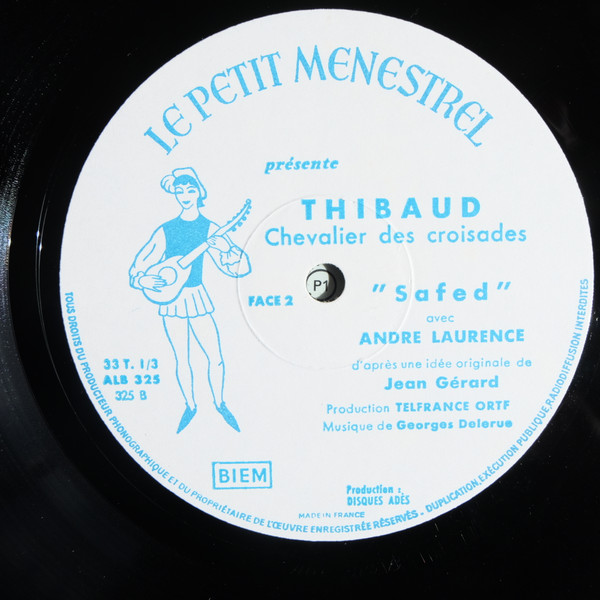 LE PETIT MENESTREL
présente
THIBAUD
Chevalier des croisades
FACE 2
P1
"Safed"
avec
ANDRE LAURENCE
d'après une idée originale de
Jean Gérard
Production TELFRANCE ORTF
Musique de Georges Delerue
33 T. 1/3
ALB 325
325 B
BIEM
Production :
DISQUES ADÈS
MADE IN FRANCE
TOUS DROITS DU PRODUCTEUR PHONOGRAPHIQUE ET DU PROPRIÉTAIRE DE L'ŒUVRE ENREGISTRÉE RÉSERVÉS - DUPLICATION, EXÉCUTION PUBLIQUE, RADIODIFFUSION INTERDITES